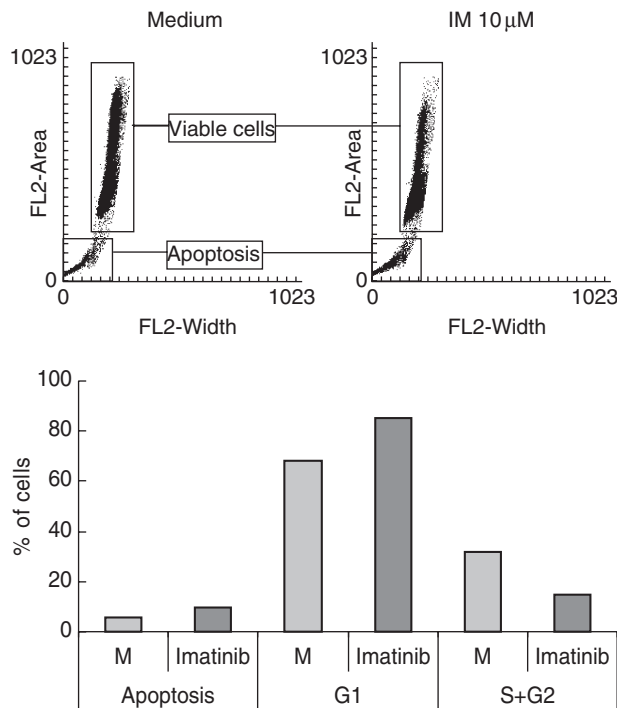 Medium
IM 10 µM
1023
1023
Viable cells
FL2-Area
FL2-Area
Apoptosis
0
0
0
1023
0
1023
FL2-Width
FL2-Width
100
80
60
40
20
0
% of cells
M
Imatinib
M
Imatinib
M
Imatinib
Apoptosis
G1
S+G2